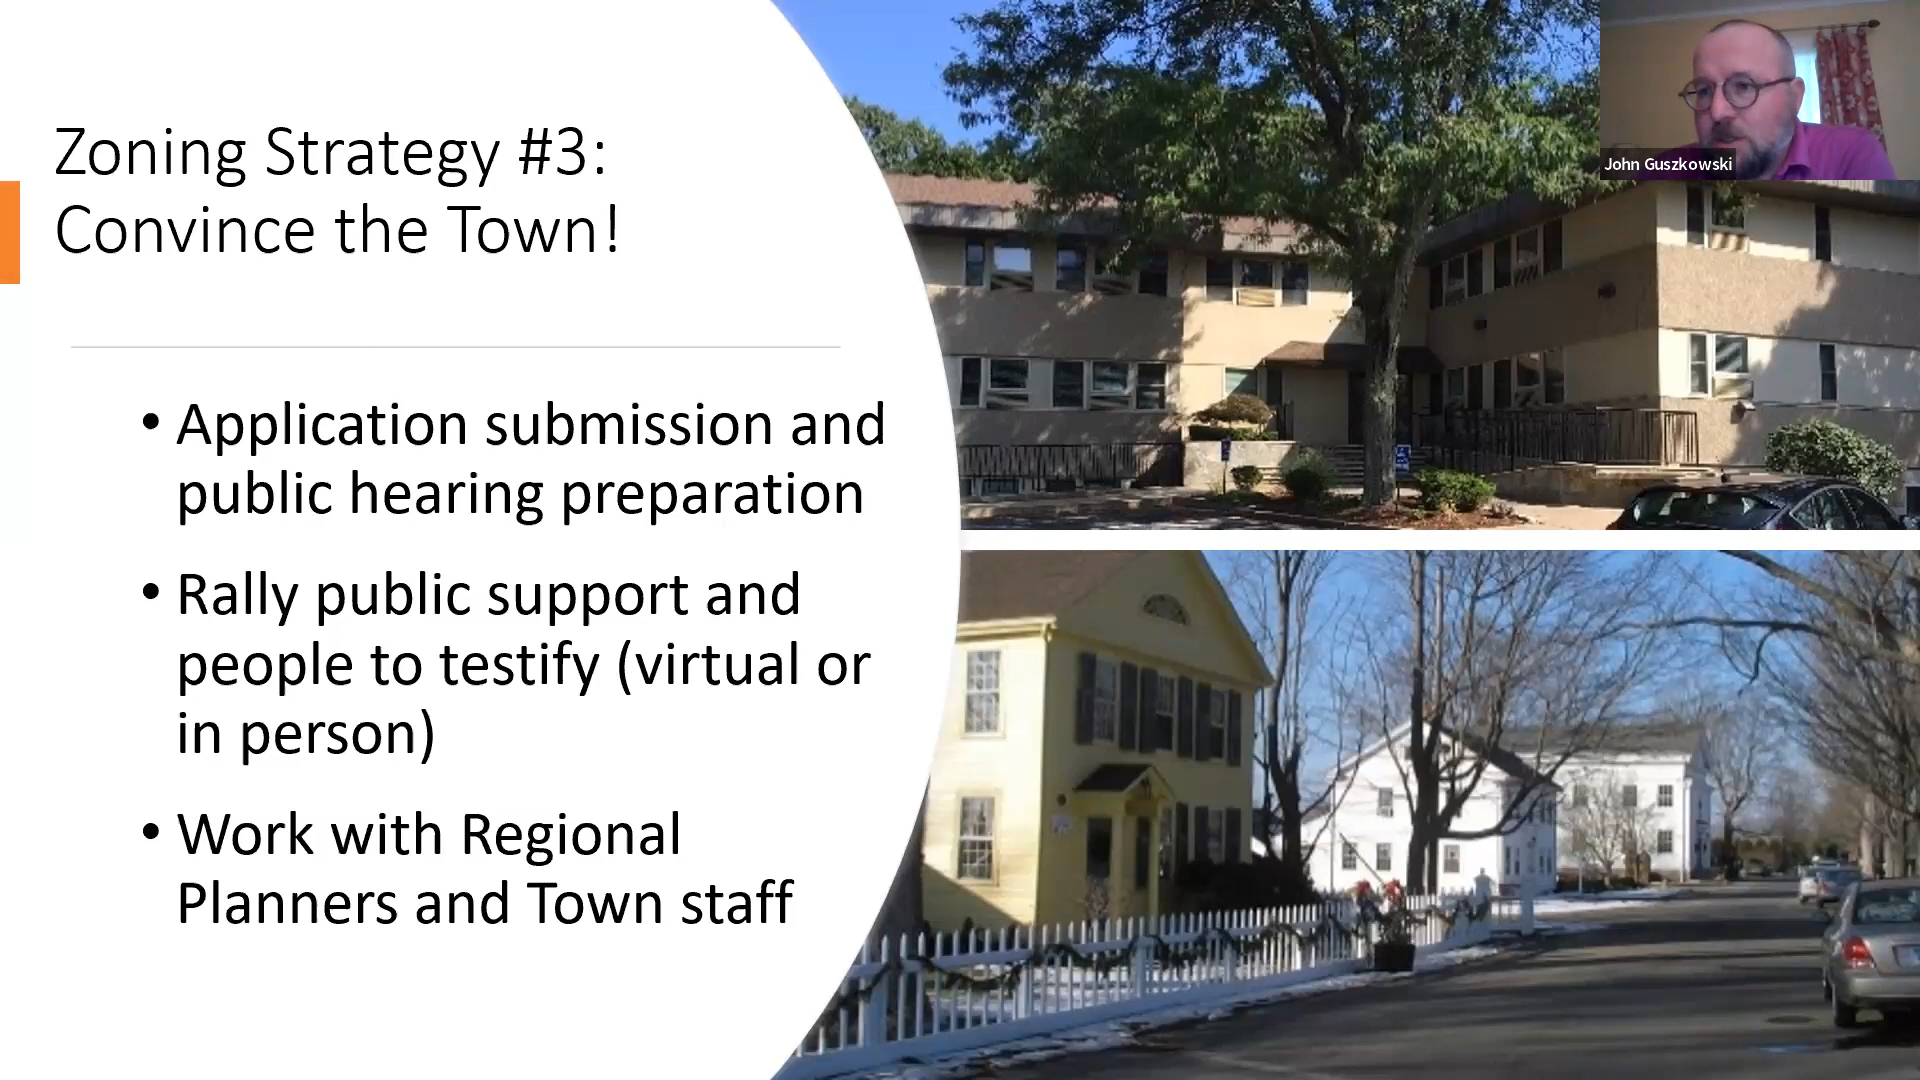 Zoning Strategy #3:
Convince the Town!
• Application submission and
public hearing preparation
• Rally public support and
people to testify (virtual or
in person)
• Work with Regional
Planners and Town staff
John Guszkowski